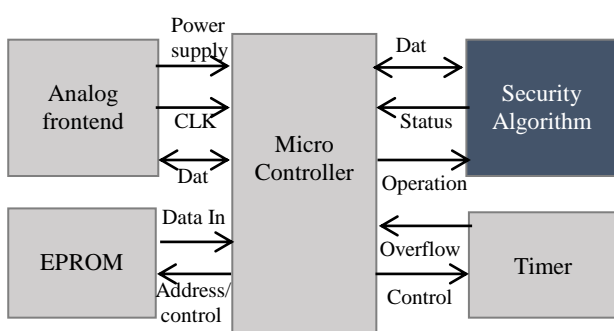 Power
supply
Analog
frontend
CLK
Dat
EPROM
Data In
Address/
control
Micro
Controller
Dat
Status
Operation
Security
Algorithm
Overflow
Control
Timer